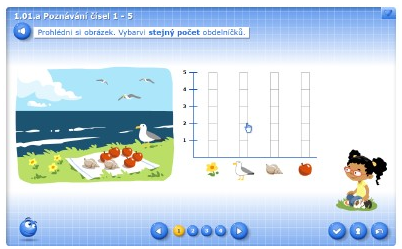 1.01.a Poznávání čísel 1 - 5
Prohlédni si obrázek. Vybarvi stejný počet obdelníčků.
5
4
3
2
1
1 2 3 4